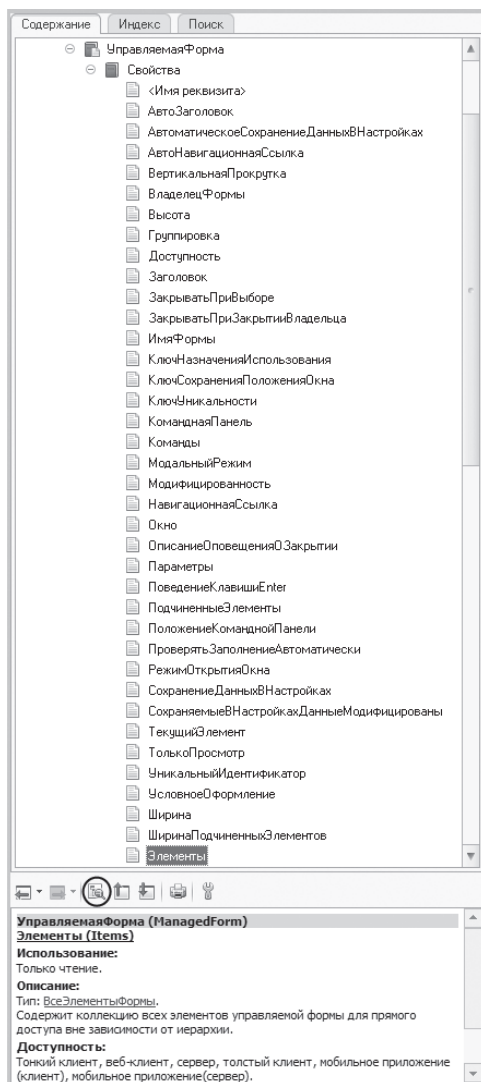 Содержание Индекс Поиск
УправляемаяФорма
Свойства
<Имя реквизита>
АвтоЗаголовок
АвтоматическоеСохранениеДанныхВНастройках
АвтоНавигационнаяСсылка
ВертикальнаяПрокрутка
ВладелецФормы
Высота
Группировка
Доступность
Заголовок
ЗакрыватьПриВыборе
ЗакрыватьПриЗакрытииВладельца
ИмяФормы
КлючНазначенияИспользования
КлючСохраненияПоложенияОкна
КлючУникальности
КоманднаяПанель
Команды
МодальныйРежим
Модифицированность
НавигационнаяСсылка
Окно
ОписаниеОповещенияОЗакрытии
Параметры
ПоведениеКлавишиEnter
ПодчиненныеЭлементы
ПоложениеКоманднойПанели
ПроверятьЗаполнениеАвтоматически
РежимОткрытияОкна
СохранениеДанныхВНастройках
СохраняемыеВНастройкахДанныеМодифицированы
ТекущийЭлемент
ТолькоПросмотр
УникальныйИдентификатор
УсловноеОформление
Ширина
ШиринаПодчиненныхЭлементов
Элементы
УправляемаяФорма (ManagedForm)
Элементы (Items)
Использование:
Только чтение.
Описание:
Тип: ВсеЭлементыФормы.
Содержит коллекцию всех элементов управляемой формы для прямого
доступа вне зависимости от иерархии.
Доступность:
Тонкий клиент, веб-клиент, сервер, толстый клиент, мобильное приложение
(клиент), мобильное приложение(сервер).